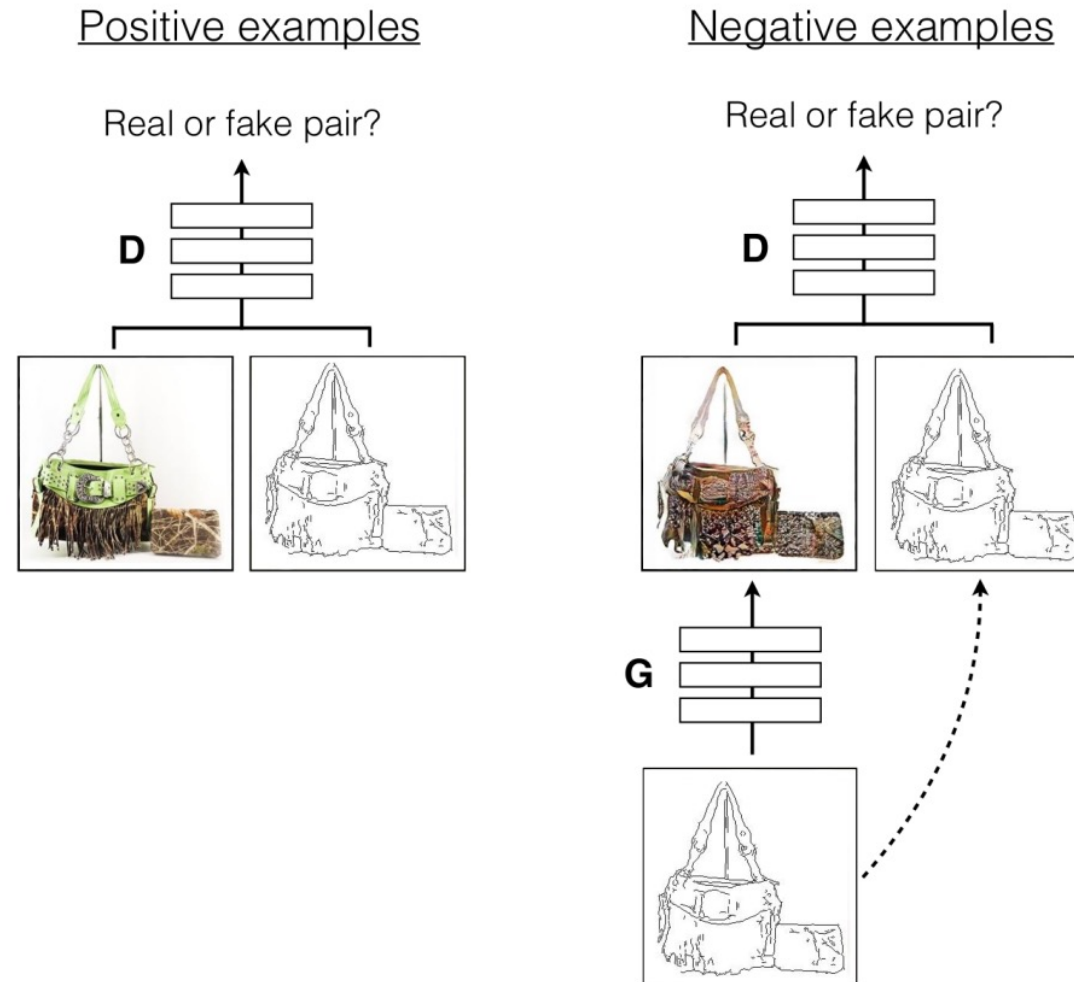 Positive examples
Real or fake pair?
D
Negative examples
Real or fake pair?
D
G